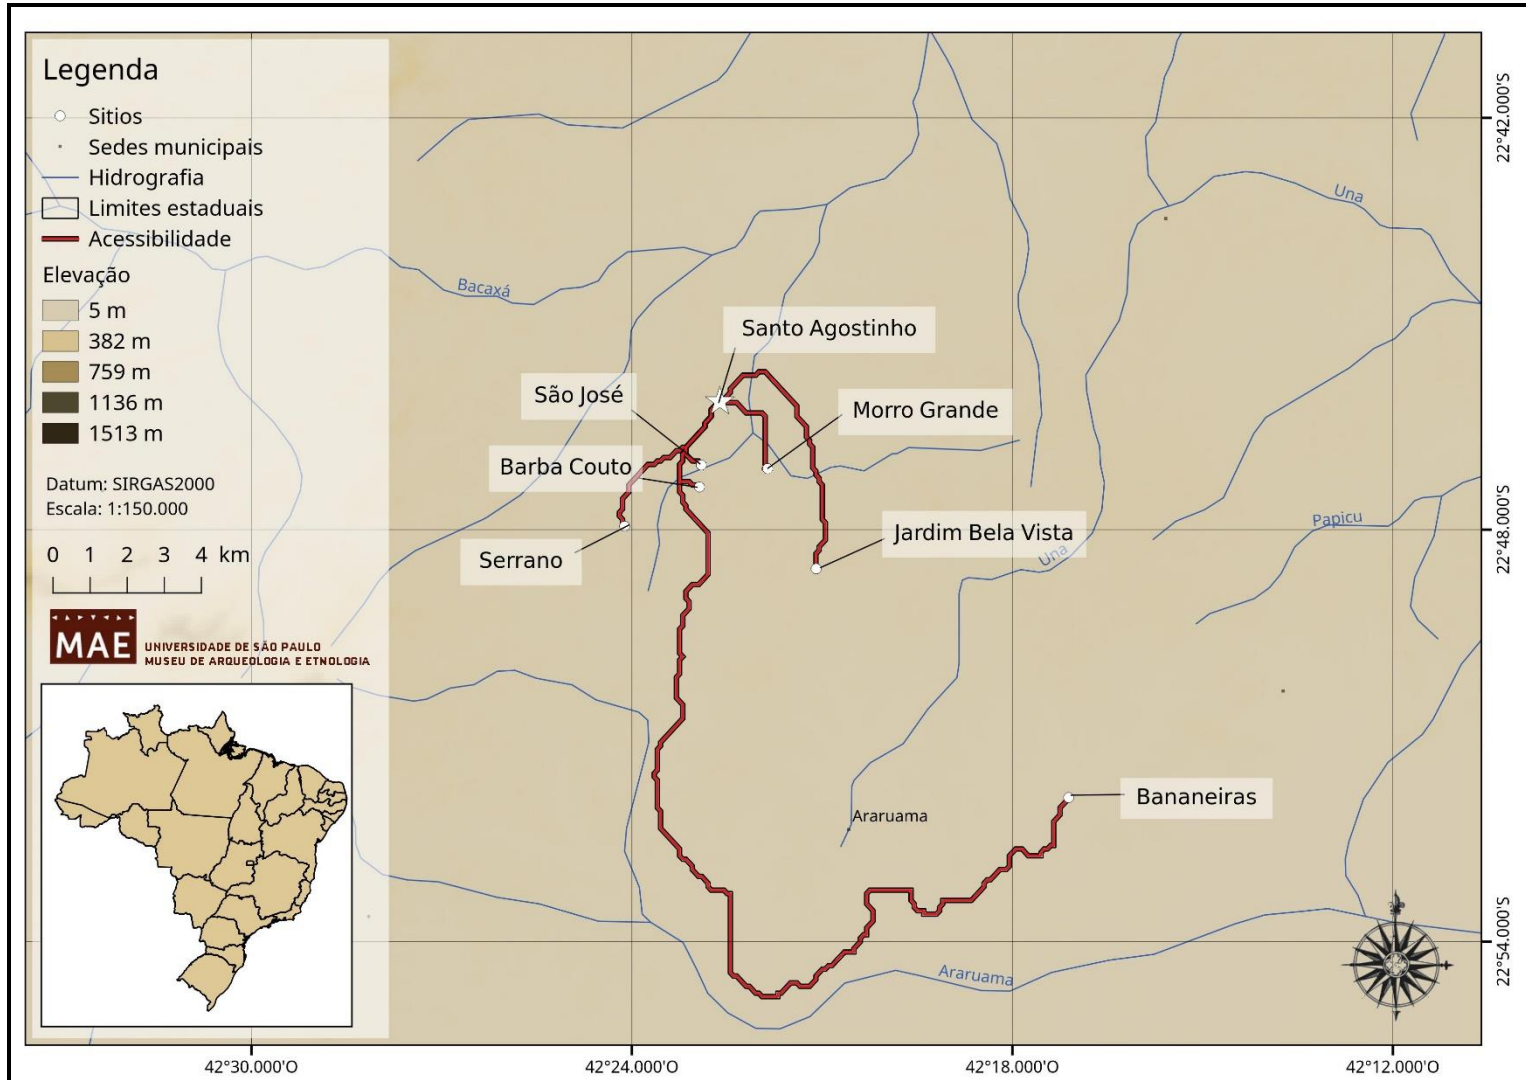 Legenda
Sitios
Sedes municipais
Hidrografia
Limites estaduais
Acessibilidade
Elevação
5 m
382 m
759 m
1136 m
1513 m
Datum: SIRGAS2000
Escala: 1:150.000
0 1 2 3 4 km
MAE
UNIVERSIDADE DE SÃO PAULO
MUSEU DE ARQUEOLOGIA E ETNOLOGIA
Bacaxá
Una
Santo Agostinho
São José
Morro Grande
Barba Couto
Serrano
Jardim Bela Vista
Una
Papicu
Bananeiras
Araruama
Araruama
22°42.000'S
22°48.000'S
22°54.000'S
42°30.000'O
42°24.000'O
42°18.000'O
42°12.000'O